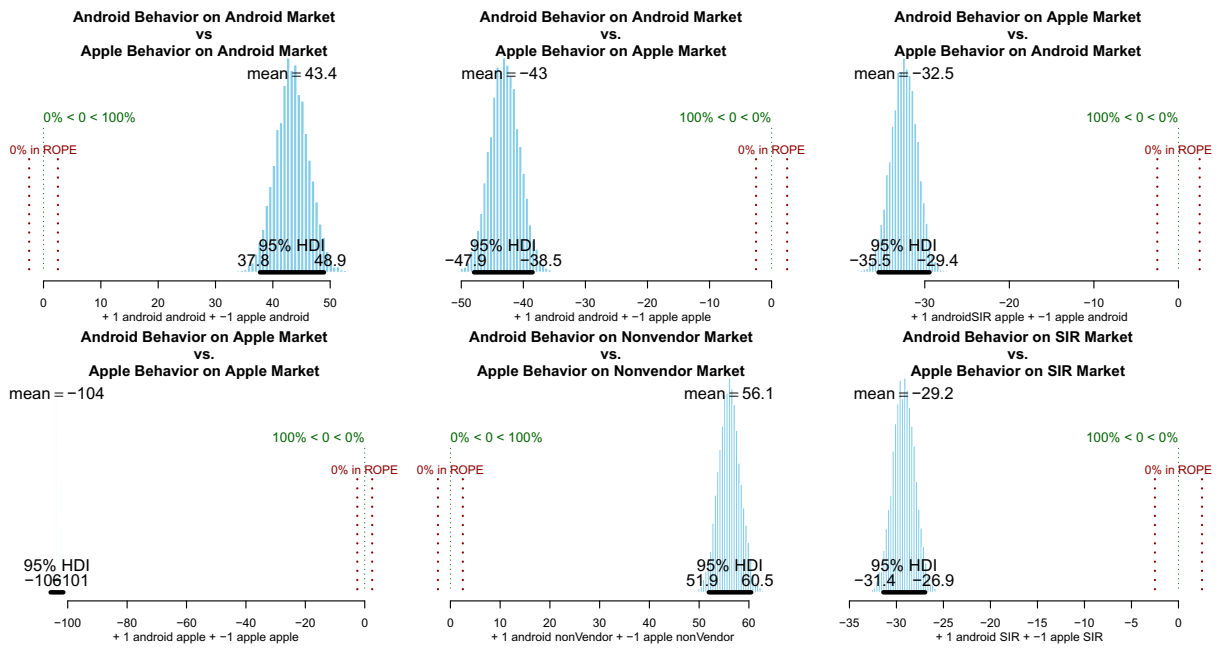 Android Behavior on Android Market
vs
Apple Behavior on Android Market
mean = 43.4
0% < 0 < 100%
0% in ROPE
95% HDI
37.8 48.9
0 10 20 30 40 50
+ 1 android android + −1 apple android
Android Behavior on Android Market
vs.
Apple Behavior on Apple Market
mean = −43
100% < 0 < 0%
0% in ROPE
95% HDI
−47.9 −38.5
−50 −40 −30 −20 −10 0
+ 1 android android + −1 apple apple
Android Behavior on Apple Market
vs.
Apple Behavior on Android Market
mean = −32.5
100% < 0 < 0%
0% in ROPE
95% HDI
−35.5 −29.4
−30 −20 −10 0
+ 1 androidSIR apple + −1 apple android
Android Behavior on Apple Market
vs.
Apple Behavior on Apple Market
mean = −104
100% < 0 < 0%
0% in ROPE
95% HDI
−106 −101
−100 −80 −60 −40 −20 0
+ 1 android apple + −1 apple apple
Android Behavior on Nonvendor Market
vs.
Apple Behavior on Nonvendor Market
mean = 56.1
0% < 0 < 100%
0% in ROPE
95% HDI
51.9 60.5
0 10 20 30 40 50 60
+ 1 android nonVendor + −1 apple nonVendor
Android Behavior on SIR Market
vs.
Apple Behavior on SIR Market
mean = −29.2
100% < 0 < 0%
0% in ROPE
95% HDI
−31.4 −26.9
−35 −30 −25 −20 −15 −10 −5 0
+ 1 android SIR + −1 apple SIR